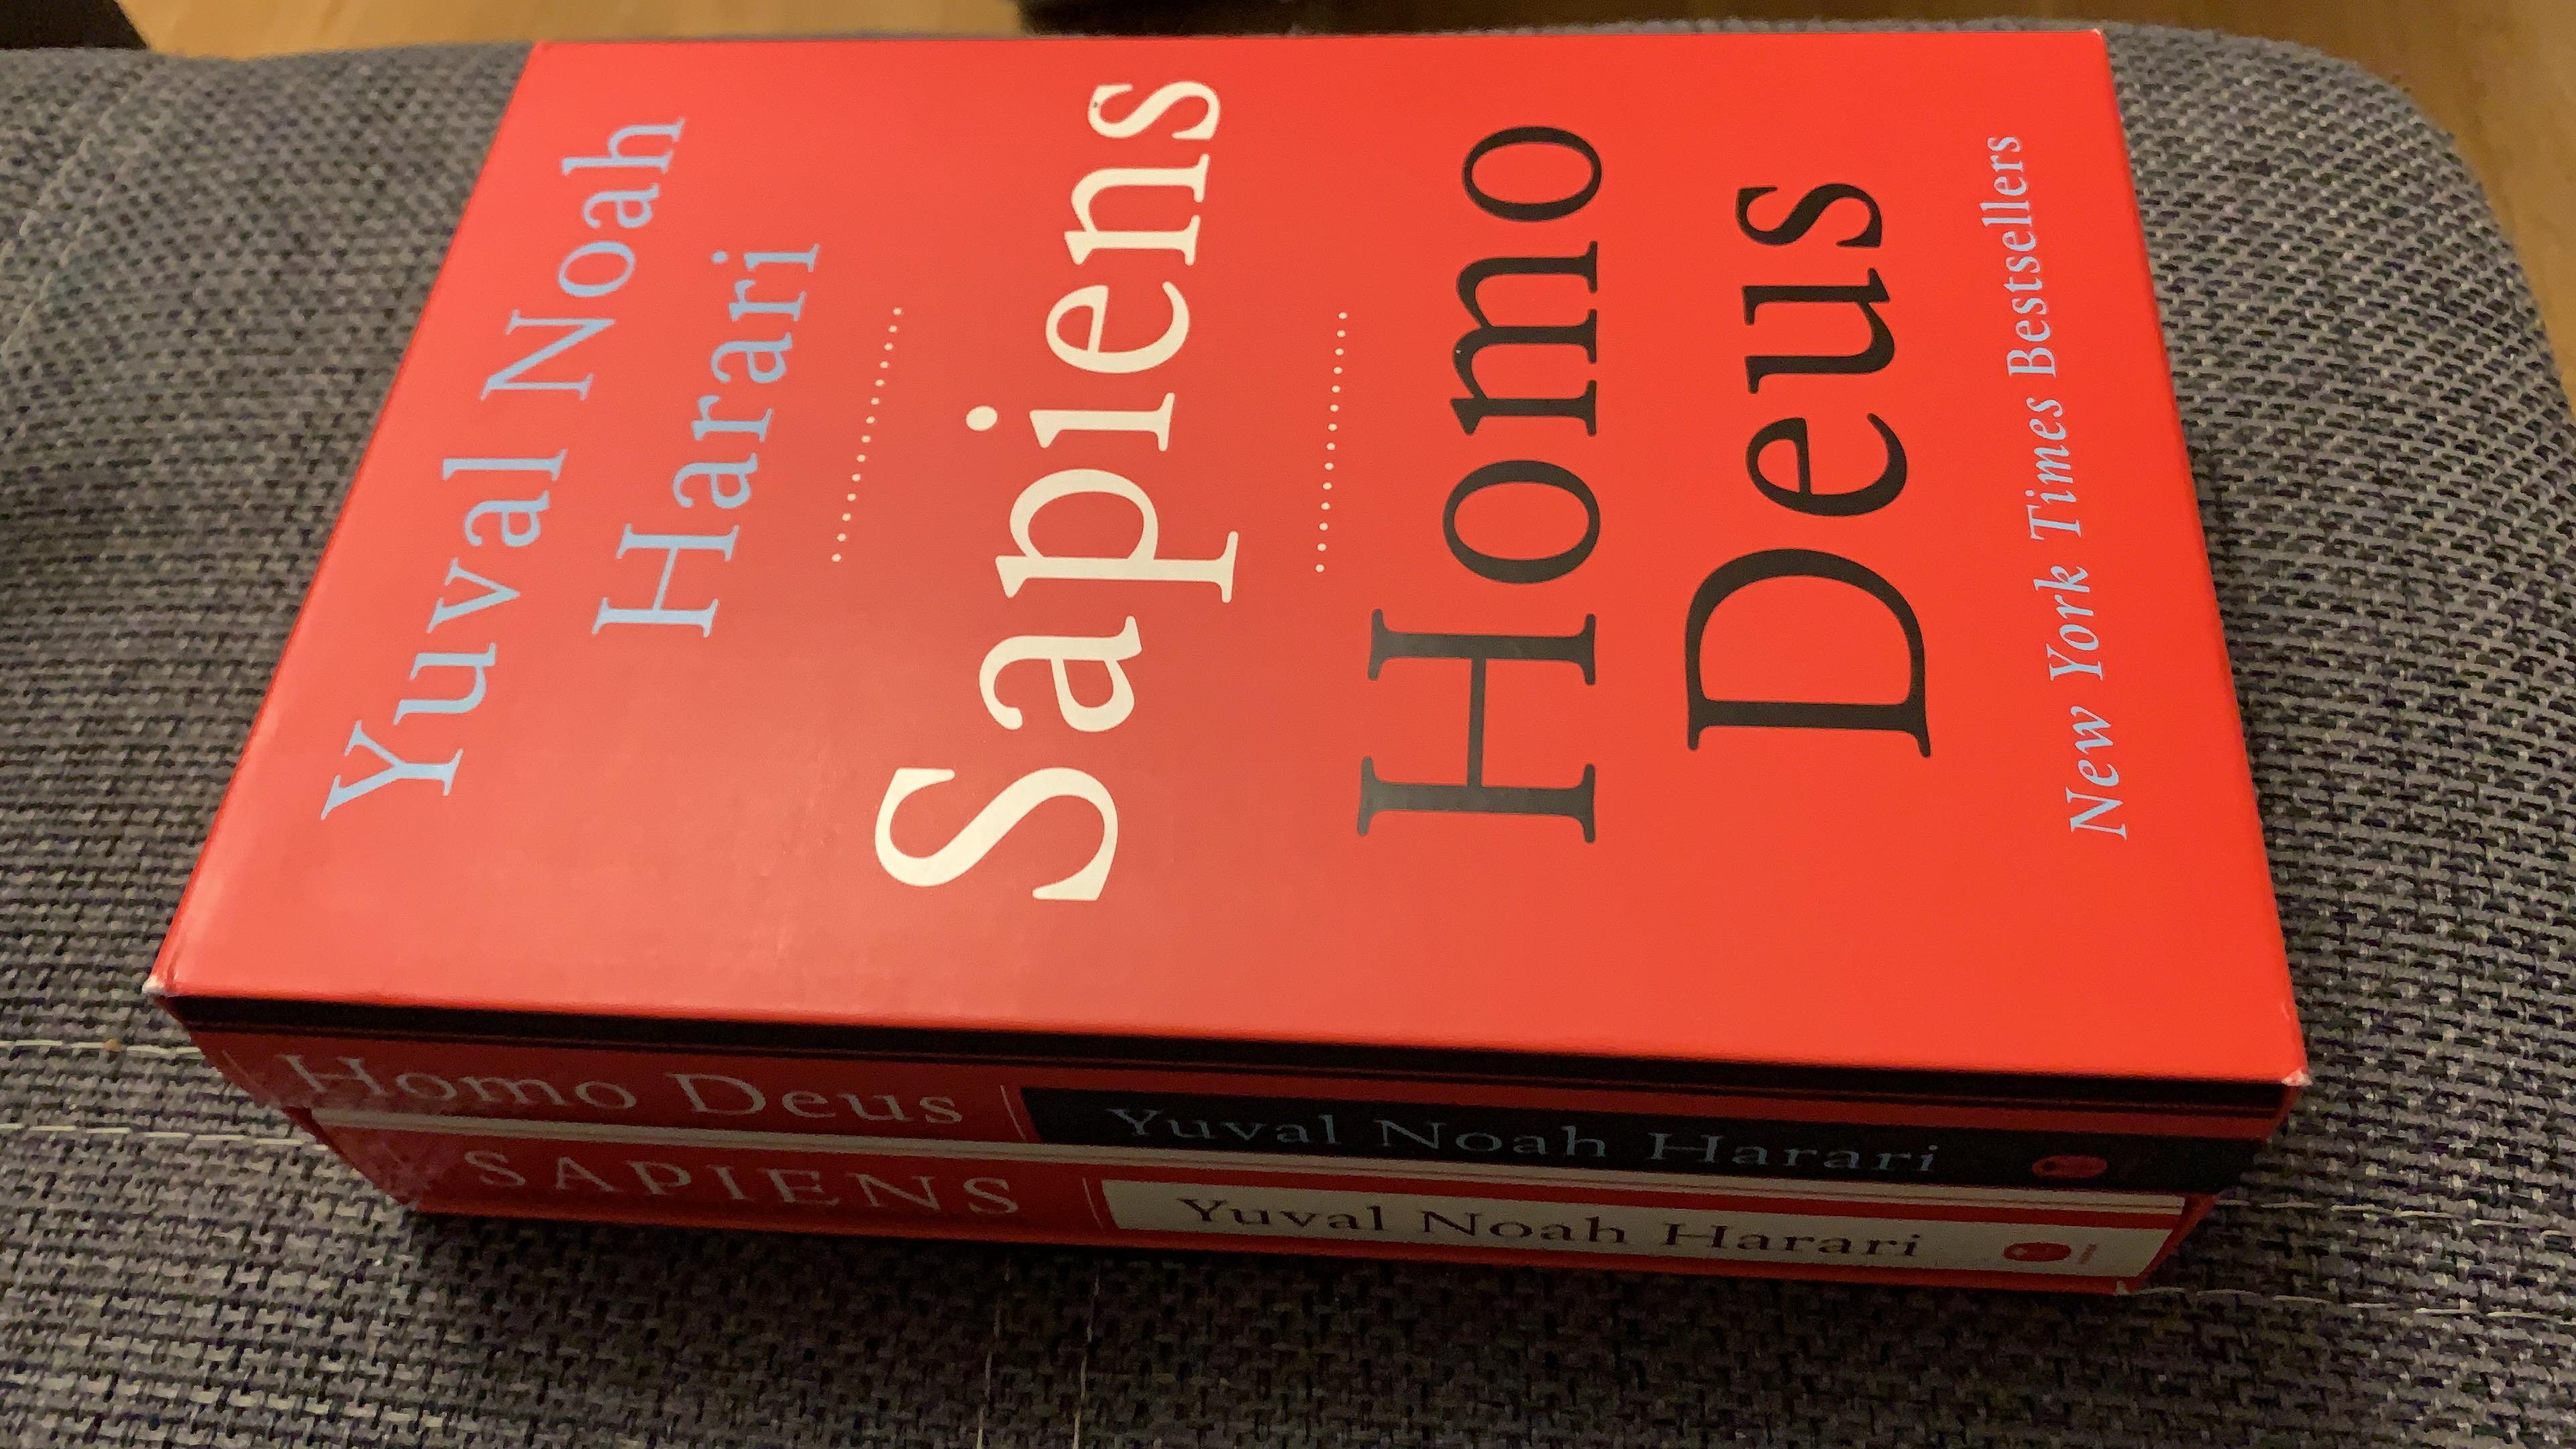 Yuval Noah
Harari
Sapiens
Homo
Deus
New York Times Bestsellers
Homo Deus
Yuval Noah Harari
SAPIENS
Yuval Noah Harari